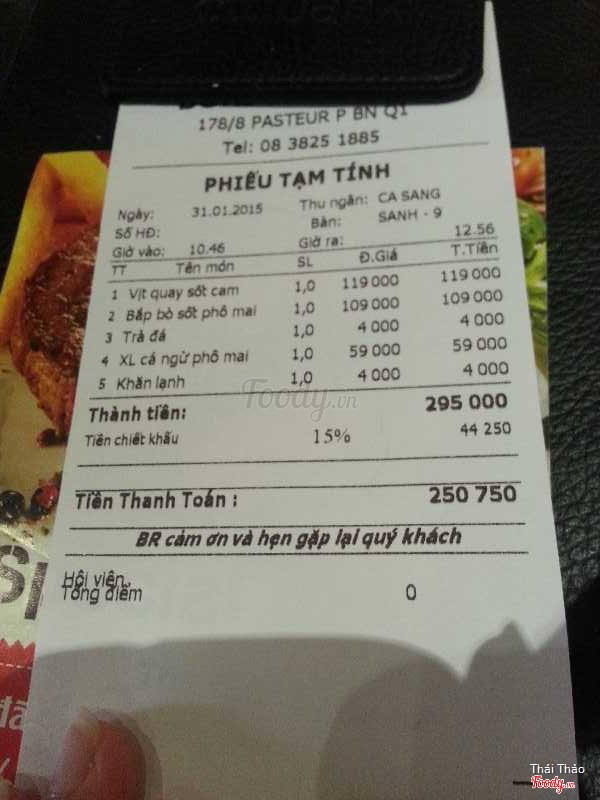 178/8 PASTEUR P BN Q1
Tel: 08 3825 1885
PHIẾU TẠM TÍNH
Ngày: 31.01.2015 Thu ngân: CA SANG
Số HĐ: Bàn: SANH - 9
Giờ vào: 10.46 Giờ ra: 12.56
TT Tên món SL Đ.Giá T.Tiền
1 Vịt quay sốt cam 1,0 119 000 119 000
2 Bắp bò sốt phô mai 1,0 109 000 109 000
3 Trà đá 1,0 4 000 4 000
4 XL cá ngừ phô mai 1,0 59 000 59 000
5 Khăn lạnh 1,0 4 000 4 000
Thành tiền: 295 000
Tiền chiết khấu 15% 44 250
Tiền Thanh Toán : 250 750
BR cảm ơn và hẹn gặp lại quý khách
Hội viên
Tổng điểm 0
Foody.vn
Thái Thảo
Foody.vn